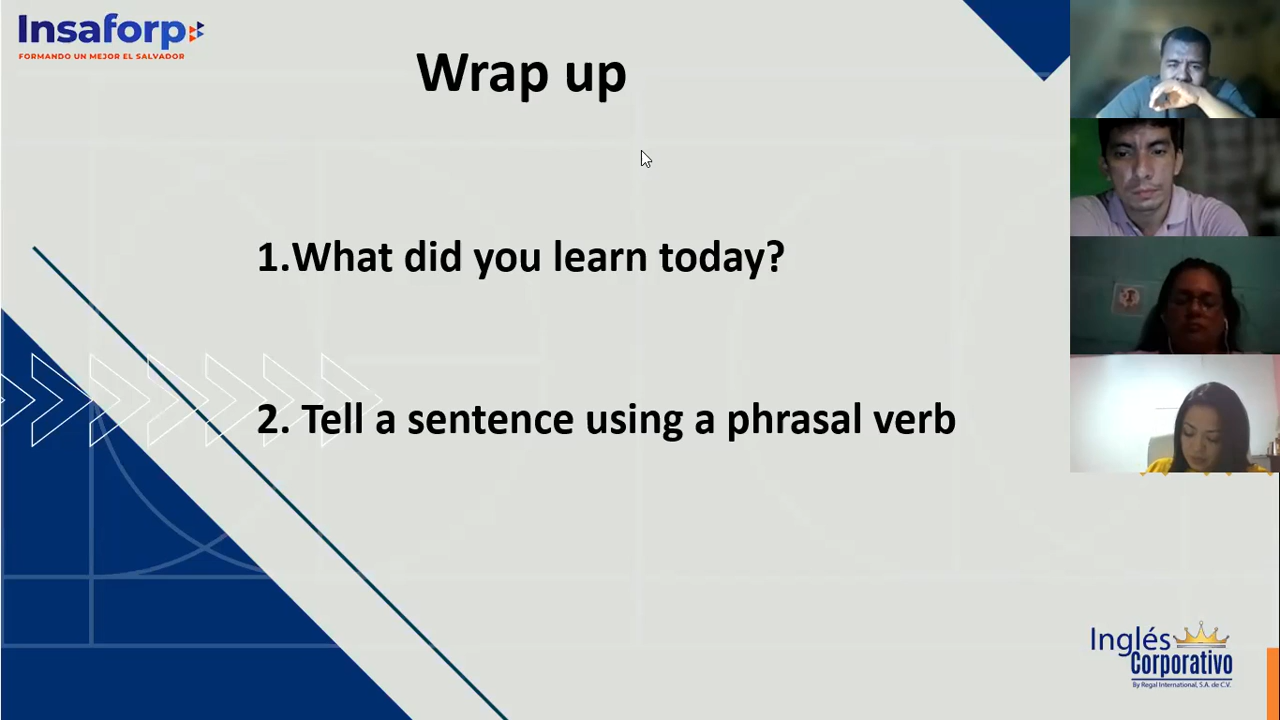 Insaforp
FORMANDO UN MEJOR EL SALVADOR
Wrap up
1.What did you learn today?
2. Tell a sentence using a phrasal verb
Inglés
Corporativo
By Regal International, S.A. de C.V.